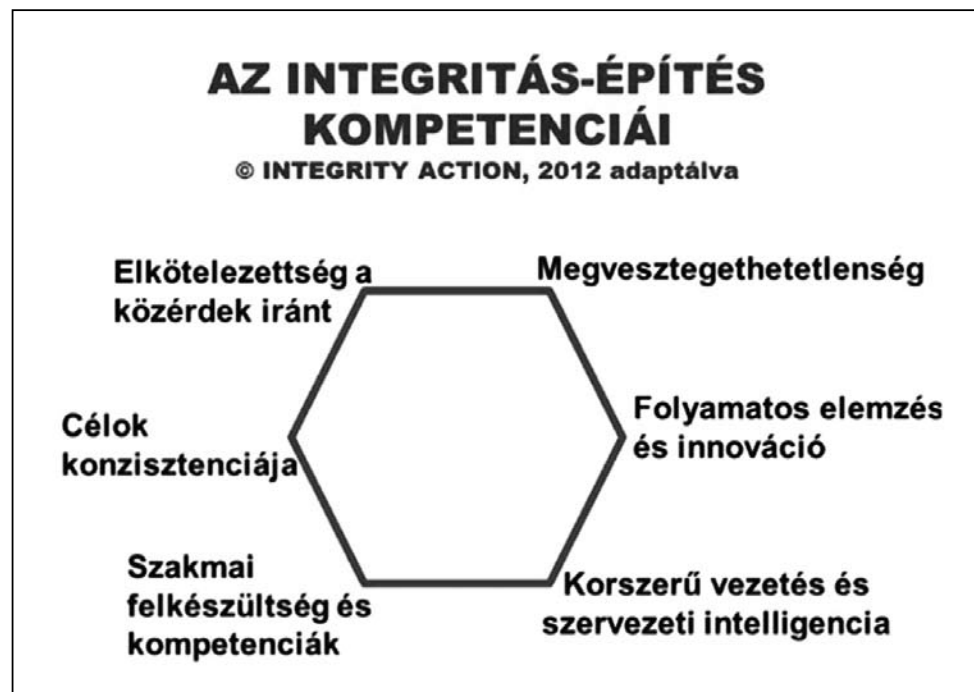 AZ INTEGRITÁS-ÉPÍTÉS
KOMPETENCIÁI
© INTEGRITY ACTION, 2012 adaptálva
Elkötelezettség a
közérdek iránt
Megvesztegethetetlenség
Célok
konzisztenciája
Folyamatos elemzés
és innováció
Szakmai
felkészültség és
kompetenciák
Korszerű vezetés és
szervezeti intelligencia